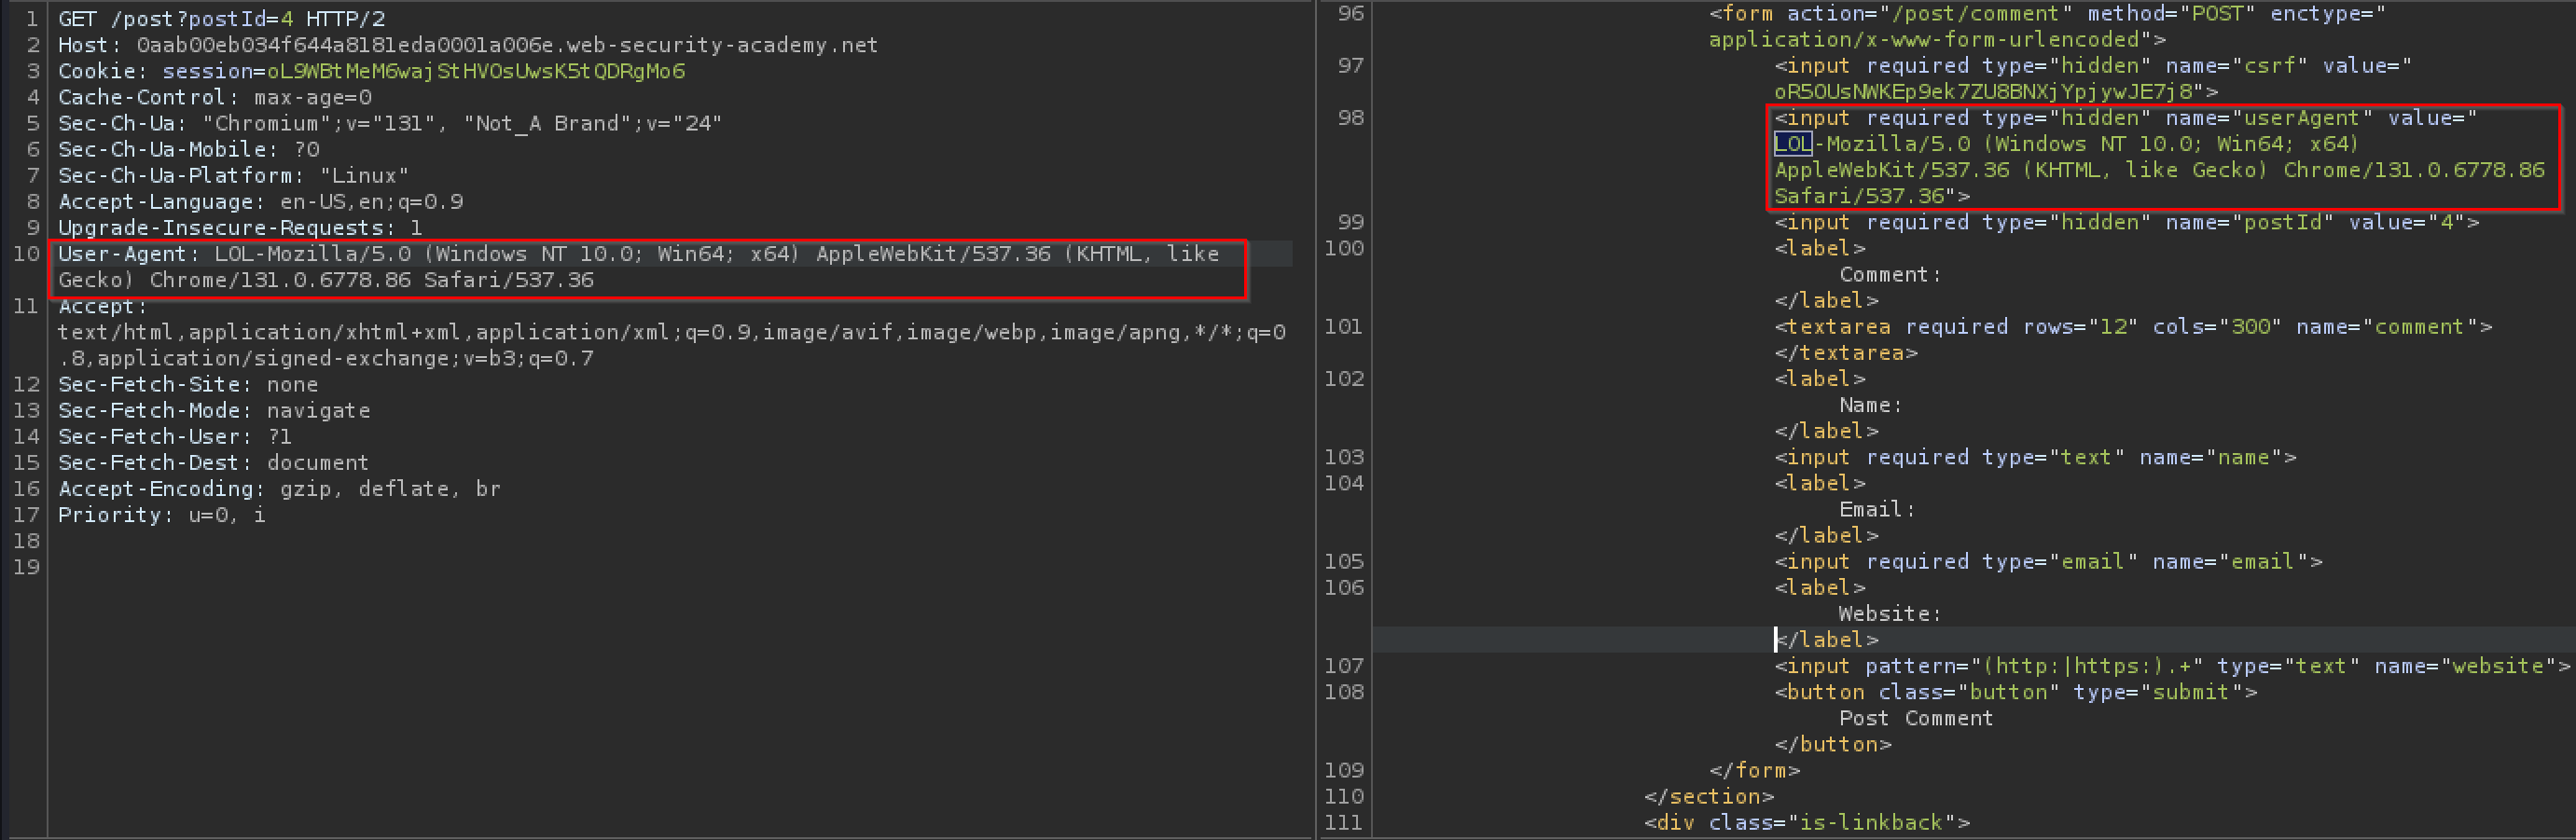 1 GET /post?postId=4 HTTP/2
2 Host: 0aab00eb034f644a8181eda0001a006e.web-security-academy.net
3 Cookie: session=oL9WBtMeM6wajStHVOsUwsK5tQDRgMo6
4 Cache-Control: max-age=0
5 Sec-Ch-Ua: "Chromium";v="131", "Not_A Brand";v="24"
6 Sec-Ch-Ua-Mobile: ?0
7 Sec-Ch-Ua-Platform: "Linux"
8 Accept-Language: en-US,en;q=0.9
9 Upgrade-Insecure-Requests: 1
10 User-Agent: LOL-Mozilla/5.0 (Windows NT 10.0; Win64; x64) AppleWebKit/537.36 (KHTML, like
Gecko) Chrome/131.0.6778.86 Safari/537.36
11 Accept:
text/html,application/xhtml+xml,application/xml;q=0.9,image/avif,image/webp,image/apng,*/*;q=0
.8,application/signed-exchange;v=b3;q=0.7
12 Sec-Fetch-Site: none
13 Sec-Fetch-Mode: navigate
14 Sec-Fetch-User: ?1
15 Sec-Fetch-Dest: document
16 Accept-Encoding: gzip, deflate, br
17 Priority: u=0, i
18
19
96 <form action="/post/comment" method="POST" enctype="
application/x-www-form-urlencoded">
97 <input required type="hidden" name="csrf" value="
oR5OUsNWKEp9ek7ZU8BNXjYpjywJE7j8">
98 <input required type="hidden" name="userAgent" value="
LOL-Mozilla/5.0 (Windows NT 10.0; Win64; x64)
AppleWebKit/537.36 (KHTML, like Gecko) Chrome/131.0.6778.86
Safari/537.36">
99 <input required type="hidden" name="postId" value="4">
100 <label>
Comment:
</label>
101 <textarea required rows="12" cols="300" name="comment">
</textarea>
102 <label>
Name:
</label>
103 <input required type="text" name="name">
104 <label>
Email:
</label>
105 <input required type="email" name="email">
106 <label>
Website:
</label>
107 <input pattern="(http:|https:).+" type="text" name="website">
108 <button class="button" type="submit">
Post Comment
</button>
109 </form>
110 </section>
111 <div class="is-linkback">